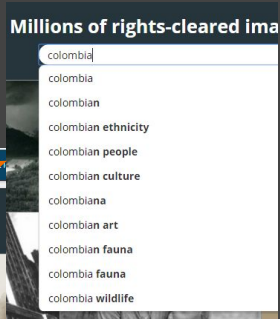 Millions of rights-cleared ima
colombia
colombia
colombian
colombian ethnicity
colombian people
colombian culture
colombiana
colombian art
colombian fauna
colombia fauna
colombia wildlife